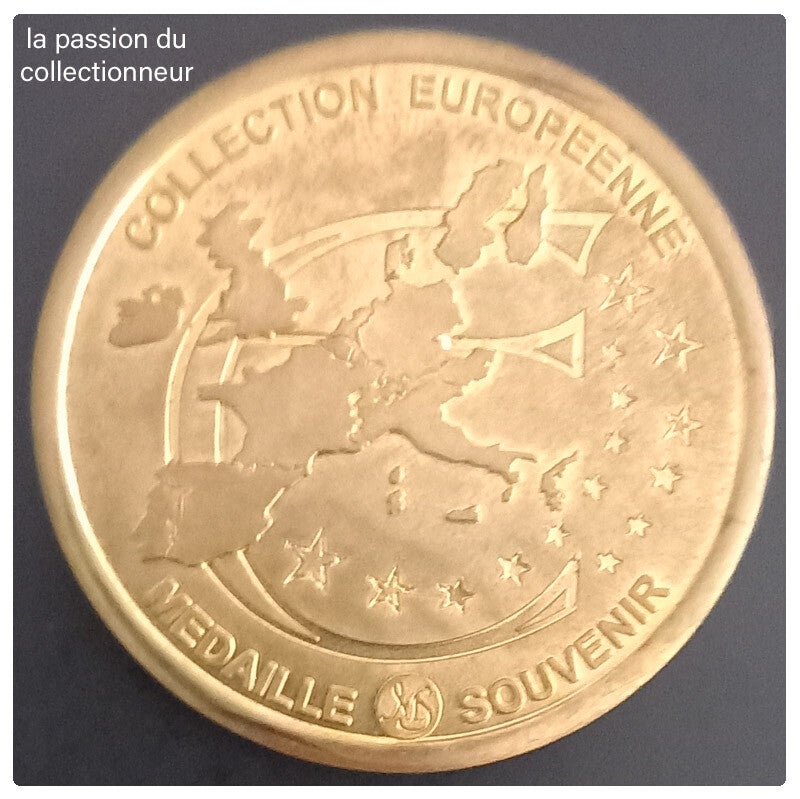 la passion du
collectionneur
COLLECTION EUROPEENNE
MEDAILLE SOUVENIR